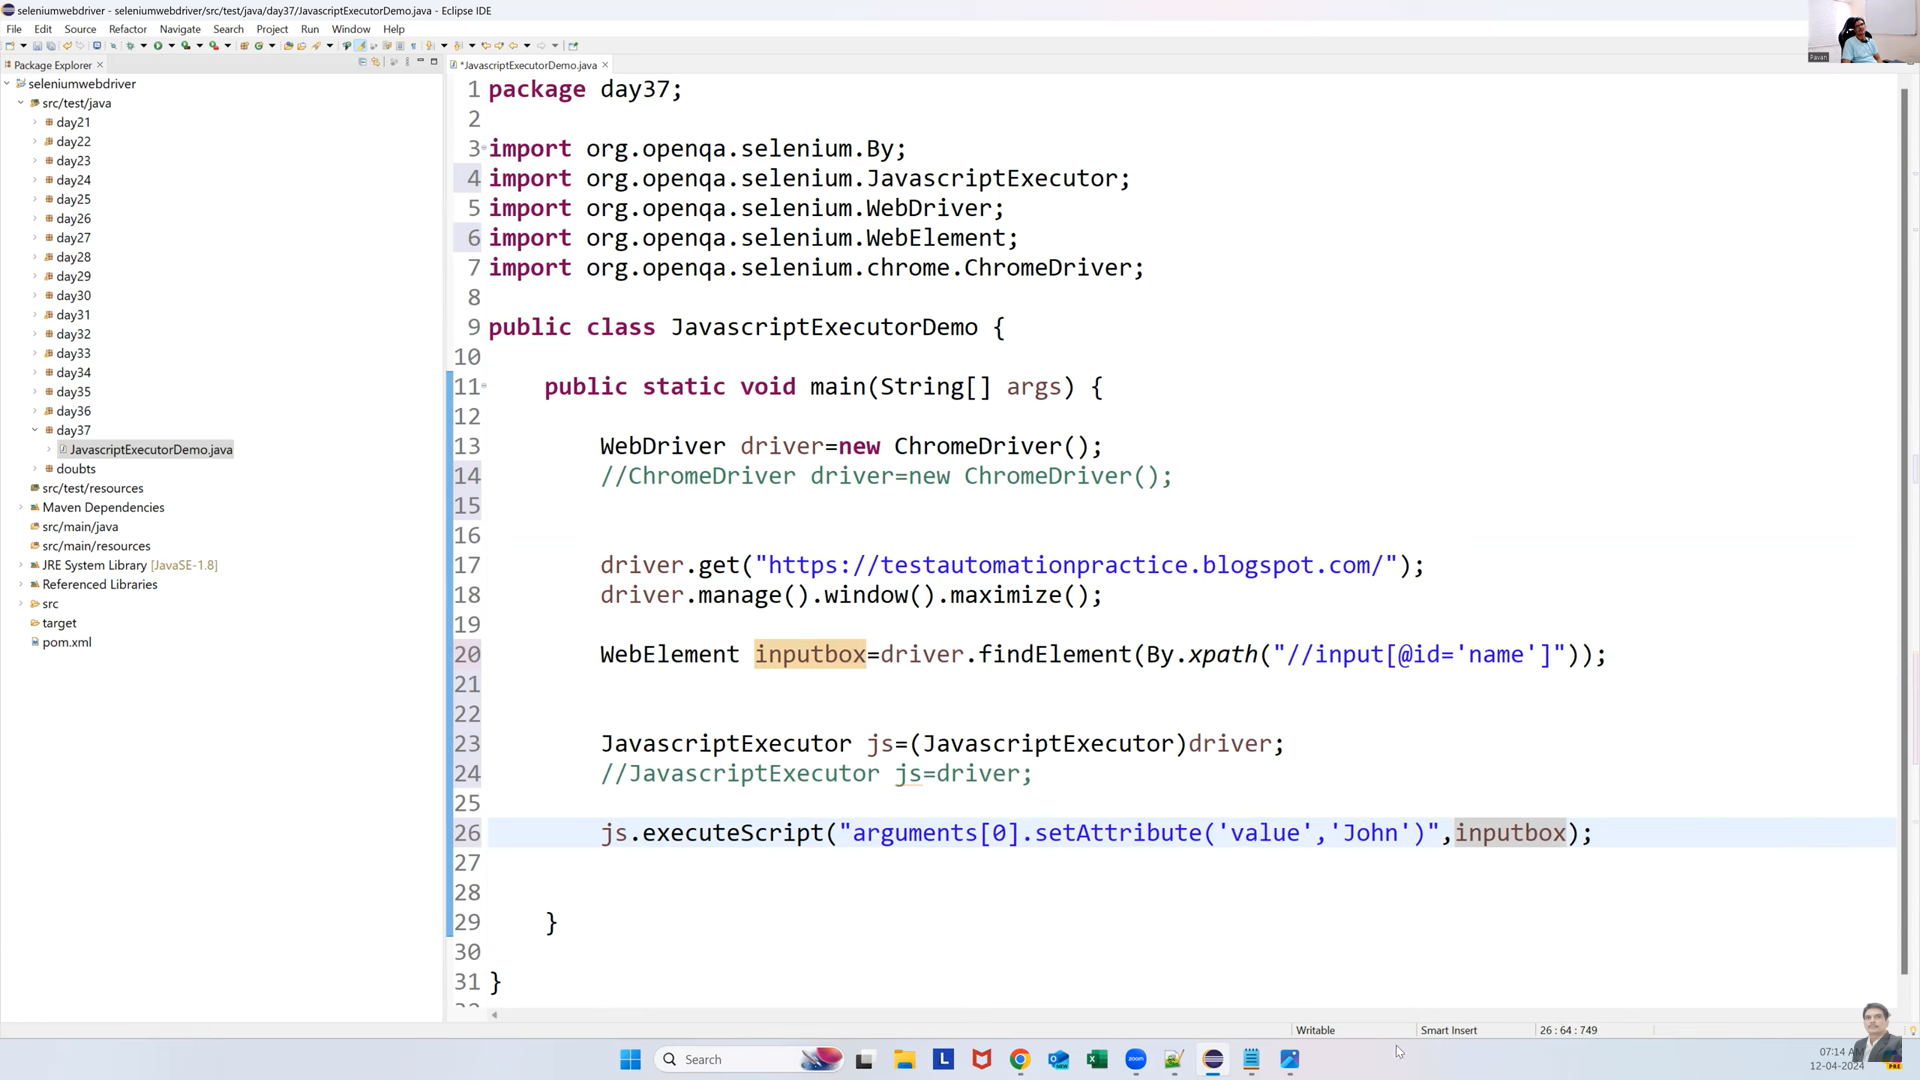 seleniumwebdriver - seleniumwebdriver/src/test/java/day37/JavascriptExecutorDemo.java - Eclipse IDE
File Edit Source Refactor Navigate Search Project Run Window Help
Package Explorer
*JavascriptExecutorDemo.java
Pavan
seleniumwebdriver
src/test/java
day21
day22
day23
day24
day25
day26
day27
day28
day29
day30
day31
day32
day33
day34
day35
day36
day37
JavascriptExecutorDemo.java
doubts
src/test/resources
Maven Dependencies
src/main/java
src/main/resources
JRE System Library [JavaSE-1.8]
Referenced Libraries
src
target
pom.xml
1 package day37;
2
3 import org.openqa.selenium.By;
4 import org.openqa.selenium.JavascriptExecutor;
5 import org.openqa.selenium.WebDriver;
6 import org.openqa.selenium.WebElement;
7 import org.openqa.selenium.chrome.ChromeDriver;
8
9 public class JavascriptExecutorDemo {
10
11 public static void main(String[] args) {
12
13 WebDriver driver=new ChromeDriver();
14 //ChromeDriver driver=new ChromeDriver();
15
16
17 driver.get("https://testautomationpractice.blogspot.com/");
18 driver.manage().window().maximize();
19
20 WebElement inputbox=driver.findElement(By.xpath("//input[@id='name']"));
21
22
23 JavascriptExecutor js=(JavascriptExecutor)driver;
24 //JavascriptExecutor js=driver;
25
26 js.executeScript("arguments[0].setAttribute('value','John')",inputbox);
27
28
29 }
30
31 }
Writable Smart Insert 26 : 64 : 749
Search
zoom
07:14 AM
12-04-2024
PRE